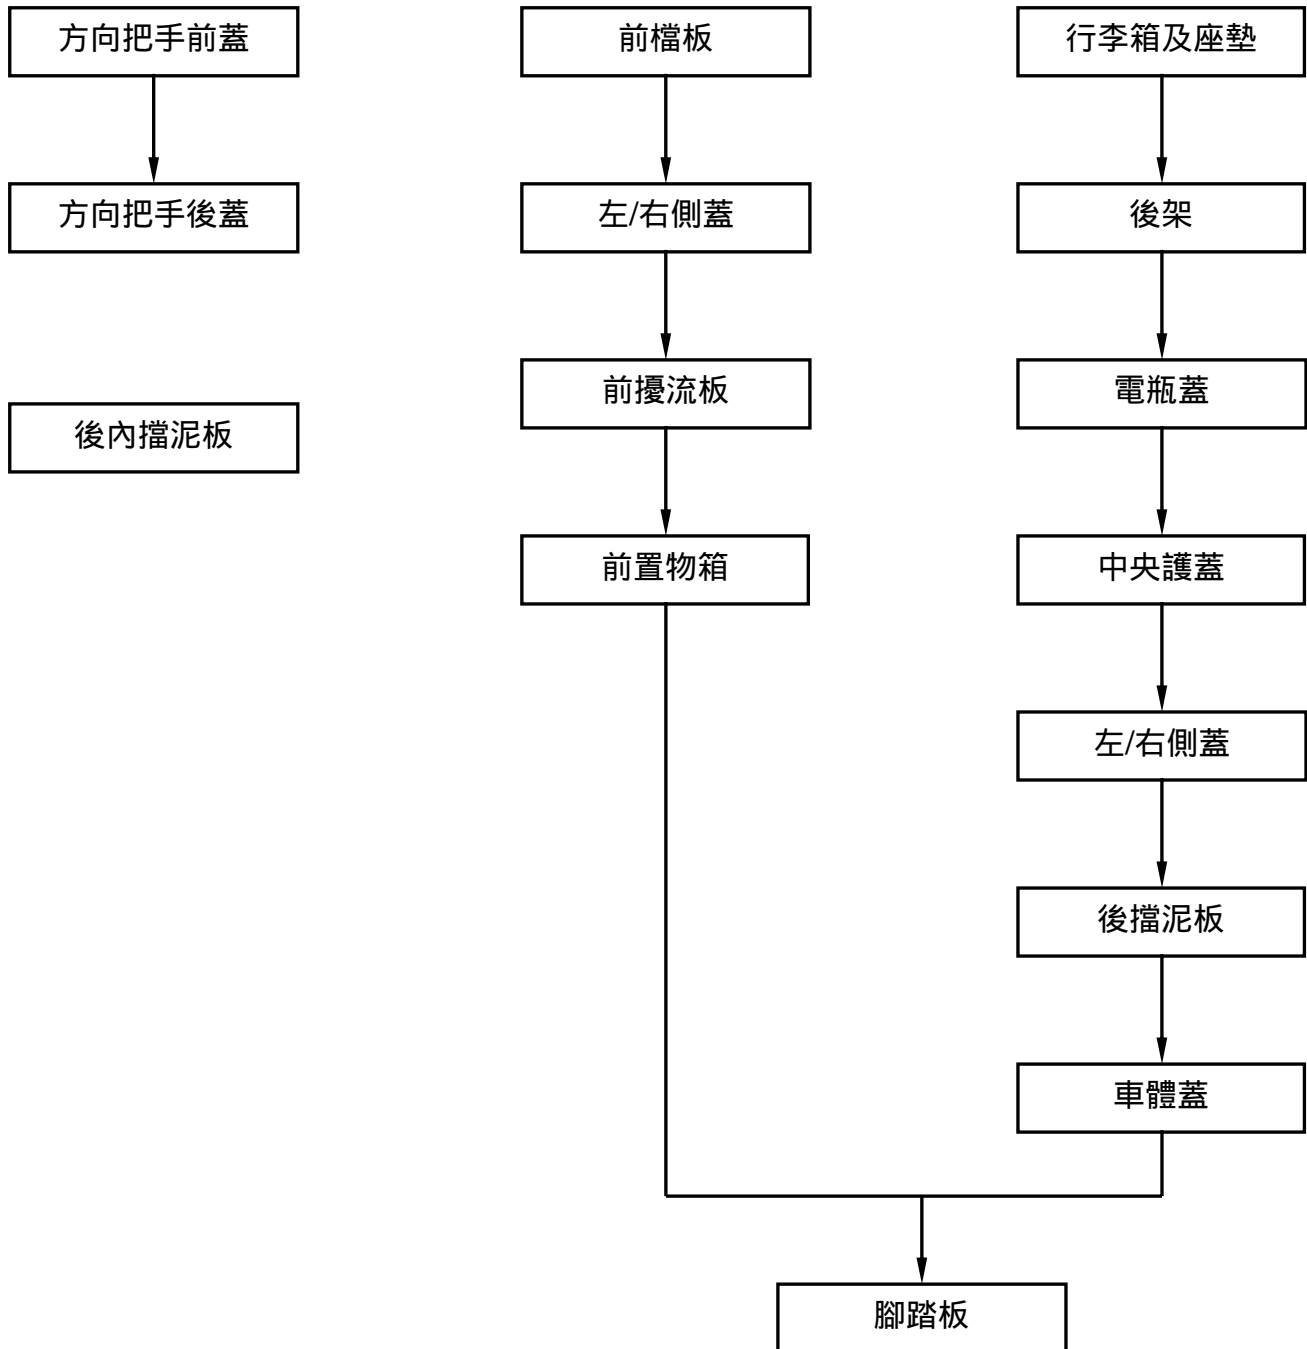 方向把手前蓋
前檔板
行李箱及座墊
方向把手後蓋
左/右側蓋
後架
前擾流板
電瓶蓋
後內擋泥板
前置物箱
中央護蓋
左/右側蓋
後擋泥板
車體蓋
腳踏板